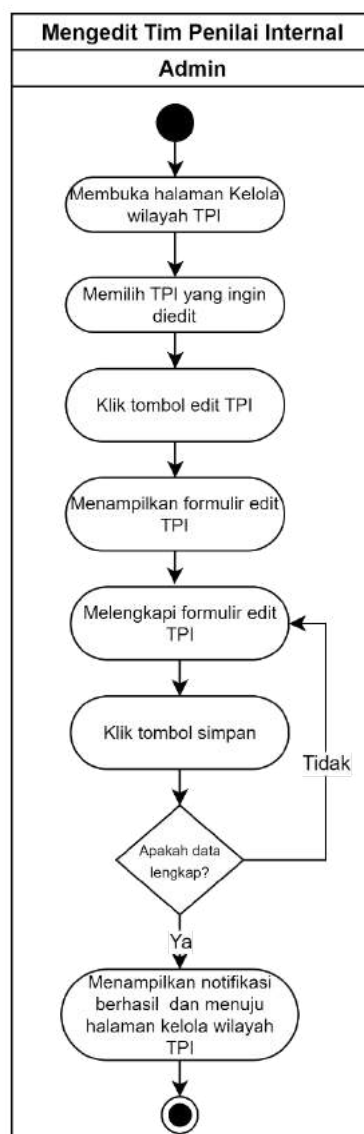 Mengedit Tim Penilai Internal
Admin
Membuka halaman Kelola
wilayah TPI
Memilih TPI yang ingin
diedit
Klik tombol edit TPI
Menampilkan formulir edit
TPI
Melengkapi formulir edit
TPI
Klik tombol simpan
Tidak
Apakah data
lengkap?
Ya
Menampilkan notifikasi
berhasil dan menuju
halaman kelola wilayah
TPI